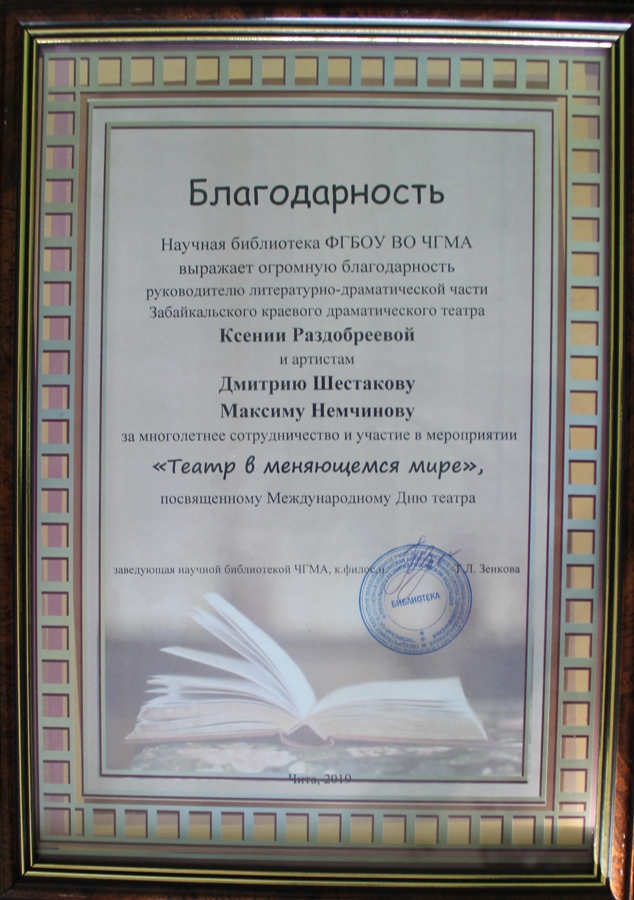 Благодарность
Научная библиотека ФГБОУ ВО ЧГМА
выражает огромную благодарность
руководителю литературно-драматической части
Забайкальского краевого драматического театра
Ксении Раздобреевой
и артистам
Дмитрию Шестакову
Максиму Немчинову
за многолетнее сотрудничество и участие в мероприятии
«Театр в меняющемся мире»,
посвященному Международному Дню театра
заведующая научной библиотекой ЧГМА, к.филос.н. Т.Л. Зенкова
БИБЛИОТЕКА
Чита, 2019